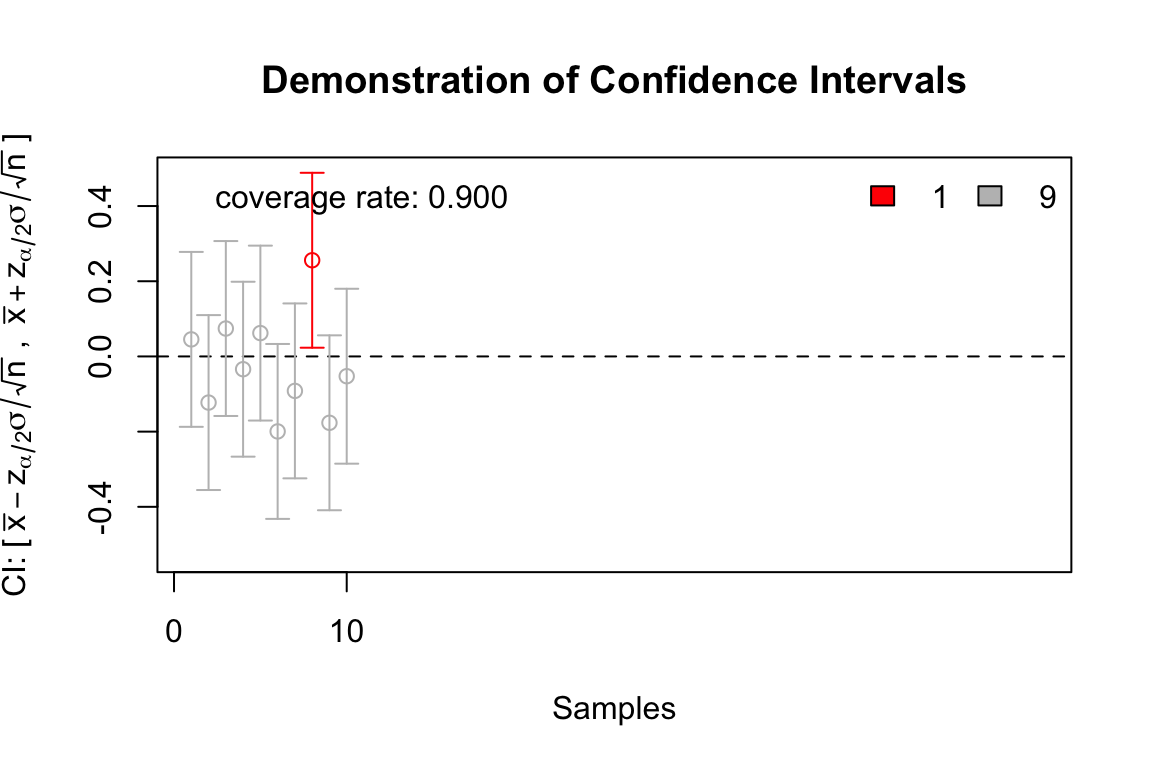 Demonstration of Confidence Intervals
CI: [ x̅ − zα/2σ/√n , x̅ + zα/2σ/√n ]
0.4
0.2
0.0
-0.4
coverage rate: 0.900
1
9
0
10
Samples